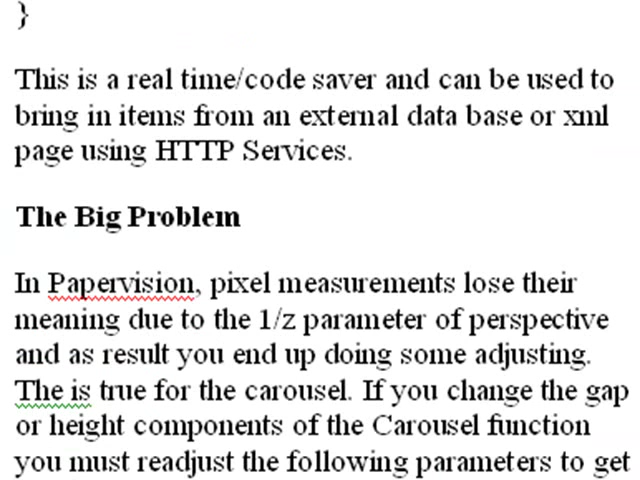 }
This is a real time/code saver and can be used to
bring in items from an external data base or xml
page using HTTP Services.
The Big Problem
In Papervision, pixel measurements lose their
meaning due to the 1/z parameter of perspective
and as result you end up doing some adjusting.
The is true for the carousel. If you change the gap
or height components of the Carousel function
you must readjust the following parameters to get